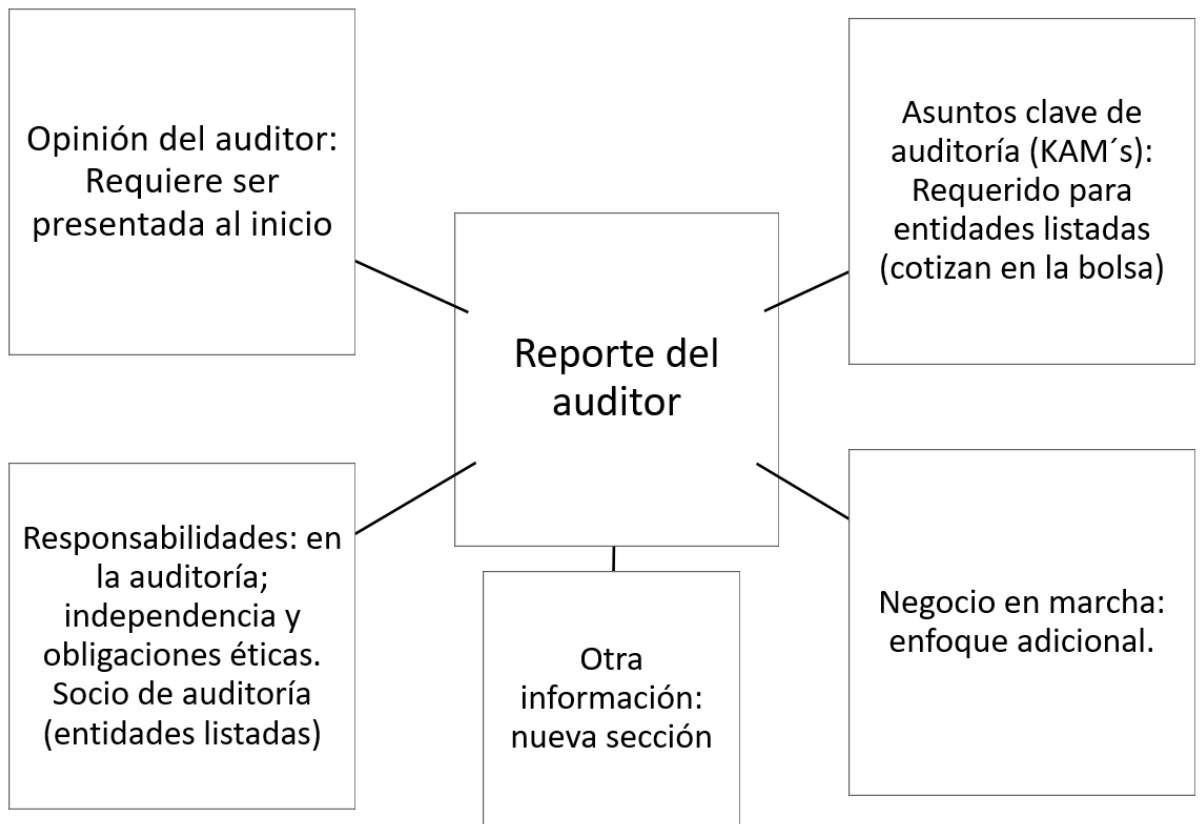 Opinión del auditor:
Requiere ser
presentada al inicio
Asuntos clave de
auditoría (KAM´s):
Requerido para
entidades listadas
(cotizan en la bolsa)
Reporte del
auditor
Responsabilidades: en
la auditoría;
independencia y
obligaciones éticas.
Socio de auditoría
(entidades listadas)
Otra
información:
nueva sección
Negocio en marcha:
enfoque adicional.